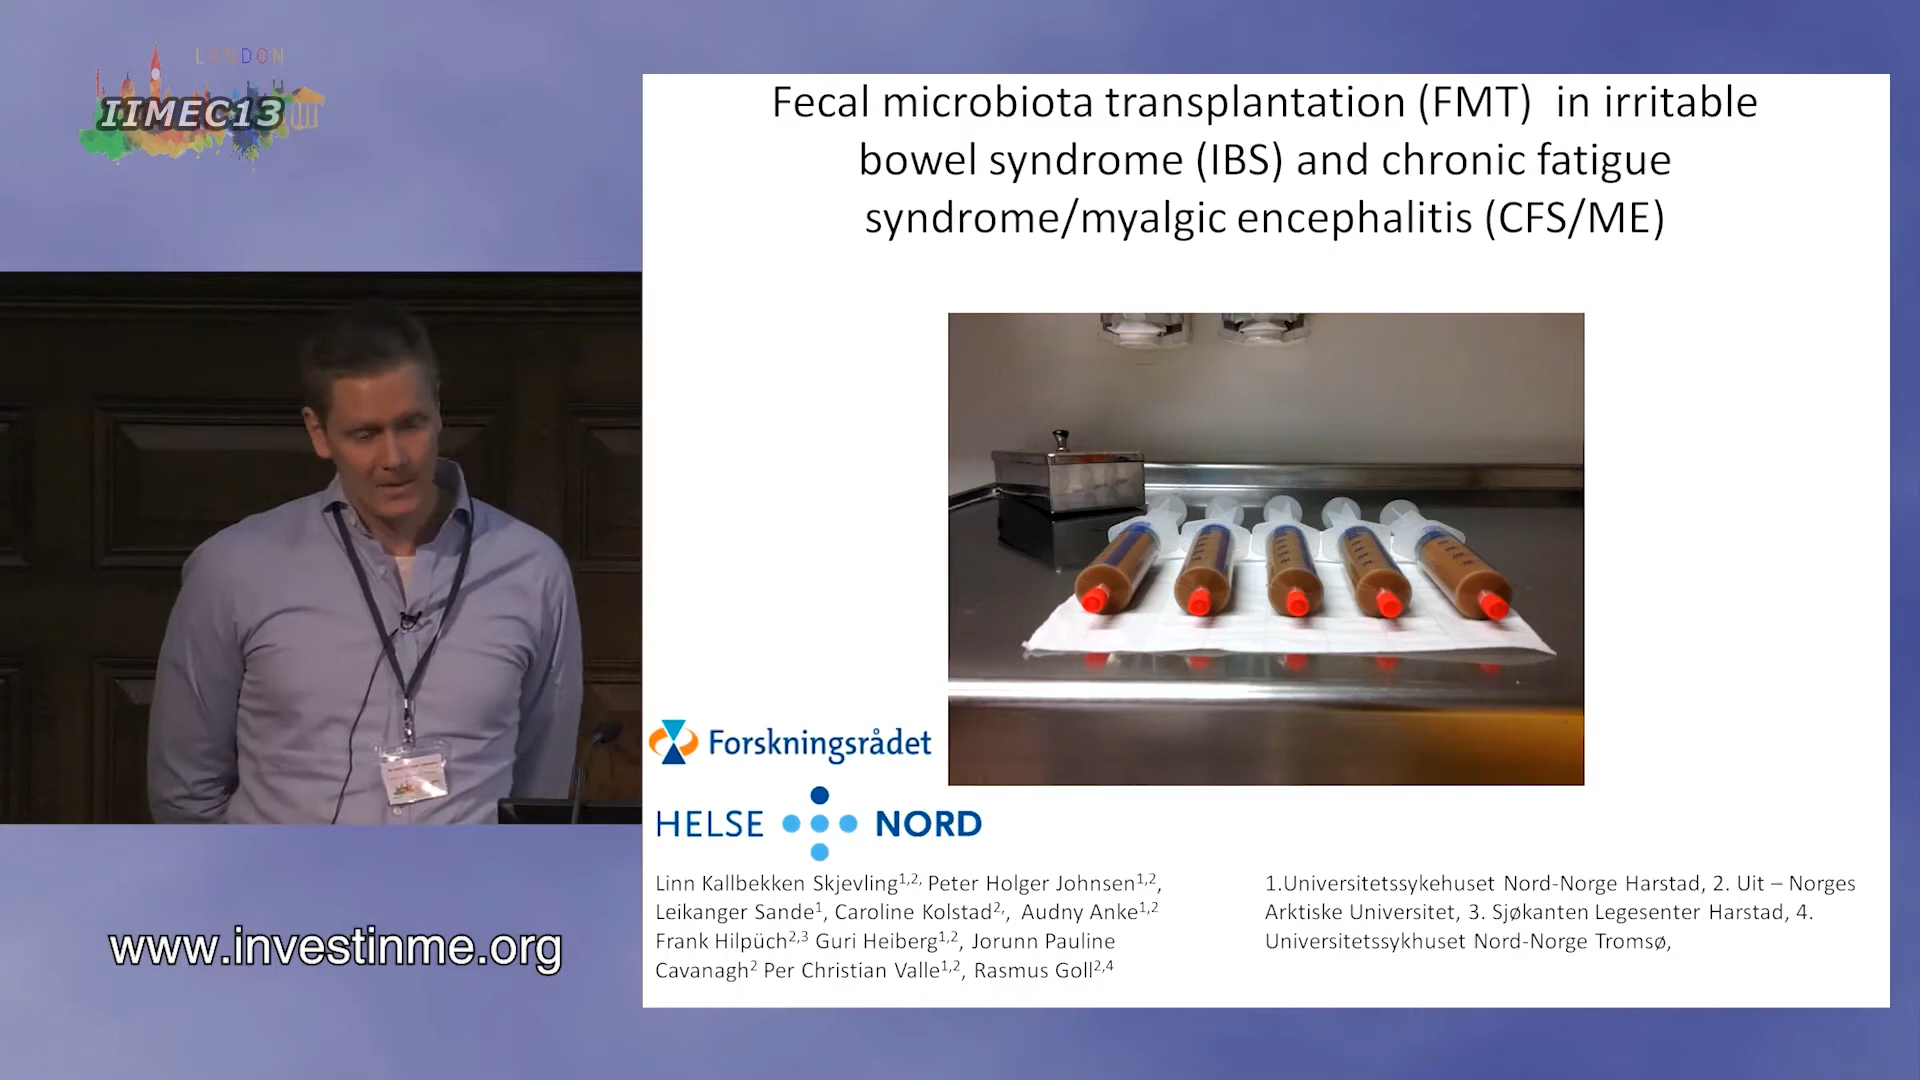 LONDON
IIMEC13
Fecal microbiota transplantation (FMT) in irritable
bowel syndrome (IBS) and chronic fatigue
syndrome/myalgic encephalitis (CFS/ME)
Forskningsrådet
HELSE NORD
Linn Kallbekken Skjevling1,2, Peter Holger Johnsen1,2,
Leikanger Sande1, Caroline Kolstad2,, Audny Anke1,2
Frank Hilpüch2,3 Guri Heiberg1,2, Jorunn Pauline
Cavanagh2 Per Christian Valle1,2, Rasmus Goll2,4
1.Universitetssykehuset Nord-Norge Harstad, 2. Uit – Norges
Arktiske Universitet, 3. Sjøkanten Legesenter Harstad, 4.
Universitetssykhuset Nord-Norge Tromsø,
www.investinme.org